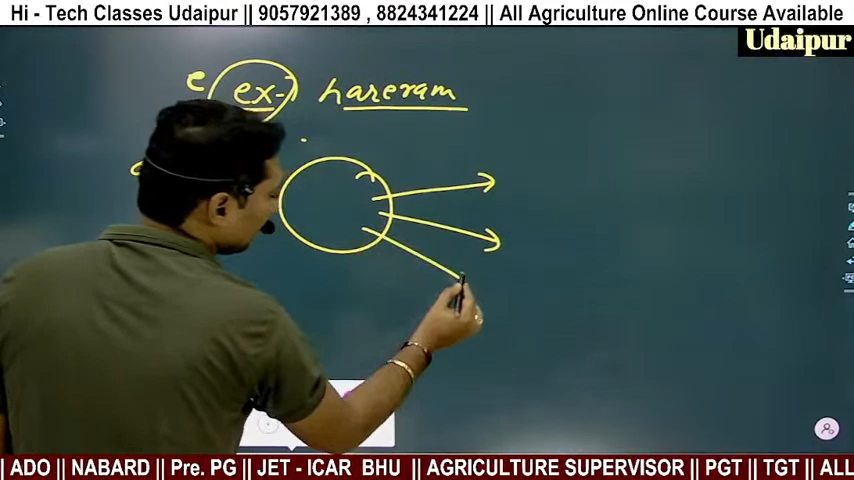 Hi - Tech Classes Udaipur || 9057921389 , 8824341224 || All Agriculture Online Course Available
Udaipur
e ex- hareram
|| ADO || NABARD || Pre. PG || JET - ICAR BHU || AGRICULTURE SUPERVISOR || PGT || TGT || ALL